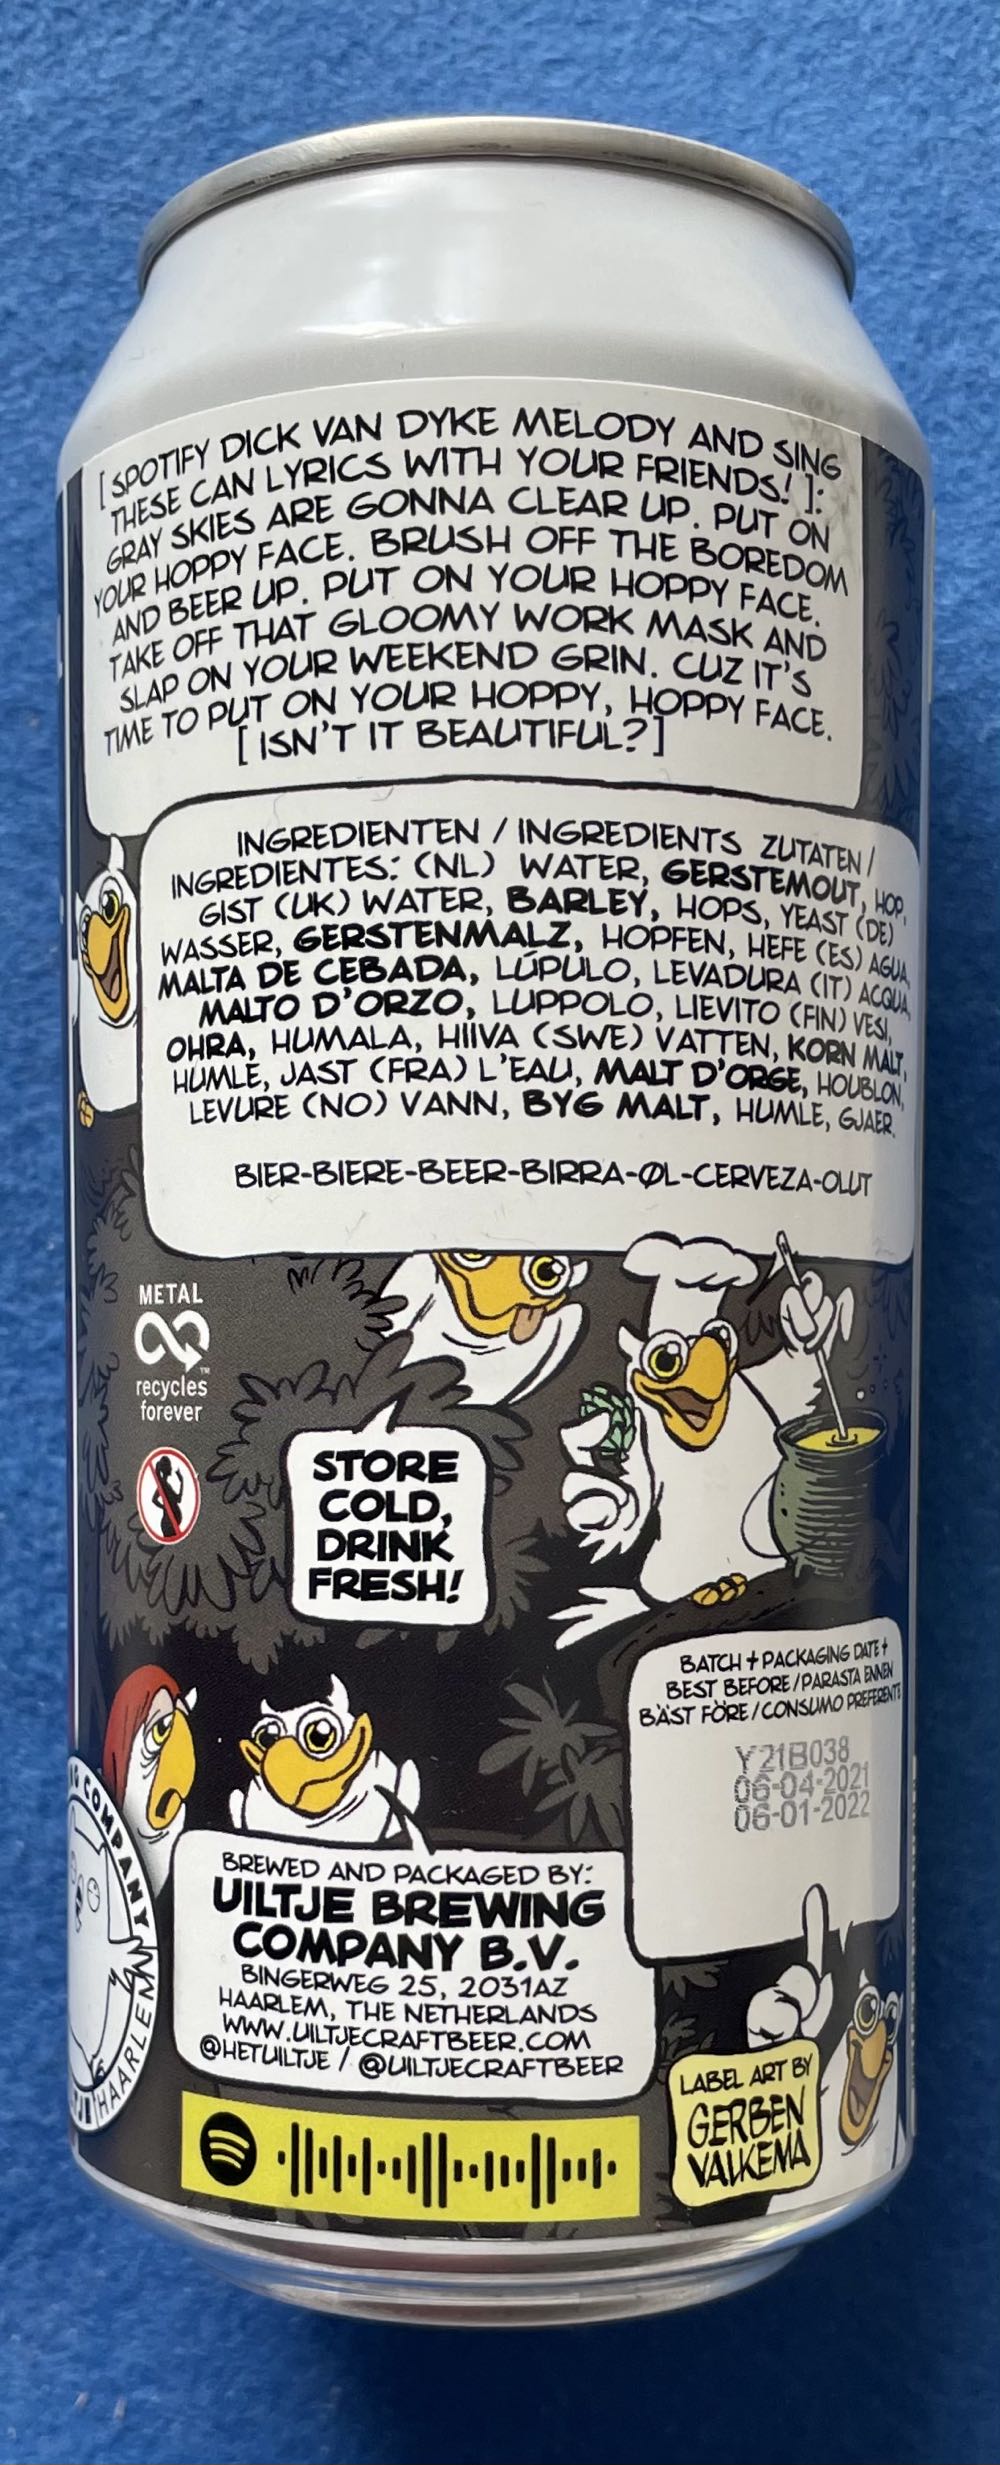 [ SPOTIFY DICK VAN DYKE MELODY AND SING
THESE CAN LYRICS WITH YOUR FRIENDS! ]:
GRAY SKIES ARE GONNA CLEAR UP. PUT ON
YOUR HOPPY FACE. BRUSH OFF THE BOREDOM
AND BEER UP. PUT ON YOUR HOPPY FACE.
TAKE OFF THAT GLOOMY WORK MASK AND
SLAP ON YOUR WEEKEND GRIN. CUZ IT'S
TIME TO PUT ON YOUR HOPPY, HOPPY FACE.
[ ISN'T IT BEAUTIFUL? ]
INGREDIENTEN / INGREDIENTS ZUTATEN /
INGREDIENTES: (NL) WATER, GERSTEMOUT, HOP,
GIST (UK) WATER, BARLEY, HOPS, YEAST (DE)
WASSER, GERSTENMALZ, HOPFEN, HEFE (ES) AGUA,
MALTA DE CEBADA, LÚPULO, LEVADURA (IT) ACQUA,
MALTO D'ORZO, LUPPOLO, LIEVITO (FIN) VESI,
OHRA, HUMALA, HIIVA (SWE) VATTEN, KORN MALT,
HUMLE, JAST (FRA) L'EAU, MALT D'ORGE, HOUBLON,
LEVURE (NO) VANN, BYG MALT, HUMLE, GJAER.
BIER-BIERE-BEER-BIRRA-ØL-CERVEZA-OLUT
METAL
recycles
forever
STORE
COLD,
DRINK
FRESH!
BATCH + PACKAGING DATE +
BEST BEFORE / PARASTA ENNEN
BÄST FÖRE / CONSUMO PREFERENTE
Y21B038
06-04-2021
06-01-2022
BREWED AND PACKAGED BY:
UILTJE BREWING
COMPANY B.V.
BINGERWEG 25, 2031AZ
HAARLEM, THE NETHERLANDS
WWW.UILTJECRAFTBEER.COM
@HETUILTJE / @UILTJECRAFTBEER
COMPANY
HAARLEM
LABEL ART BY
GERBEN
VALKEMA